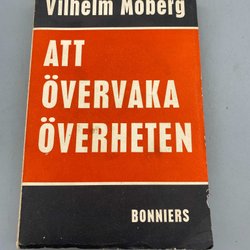 Vilhelm Moberg
ATT
ÖVERVAKA
ÖVERHETEN
BONNIERS